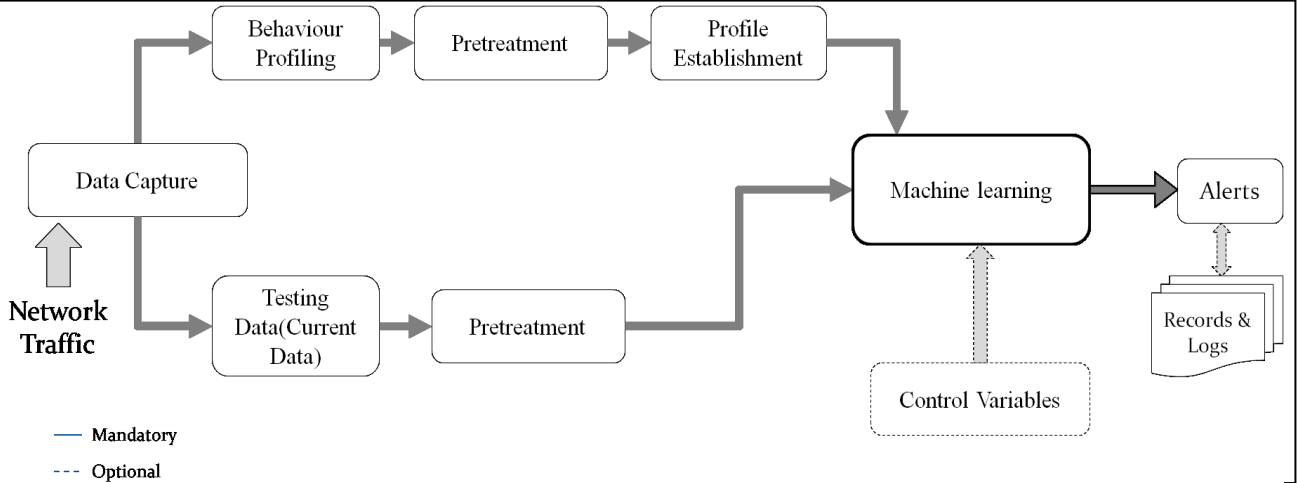 Behaviour
Profiling
Pretreatment
Profile
Establishment
Data Capture
Machine learning
Alerts
Network
Traffic
Testing
Data(Current
Data)
Pretreatment
Records &
Logs
Control Variables
Mandatory
Optional